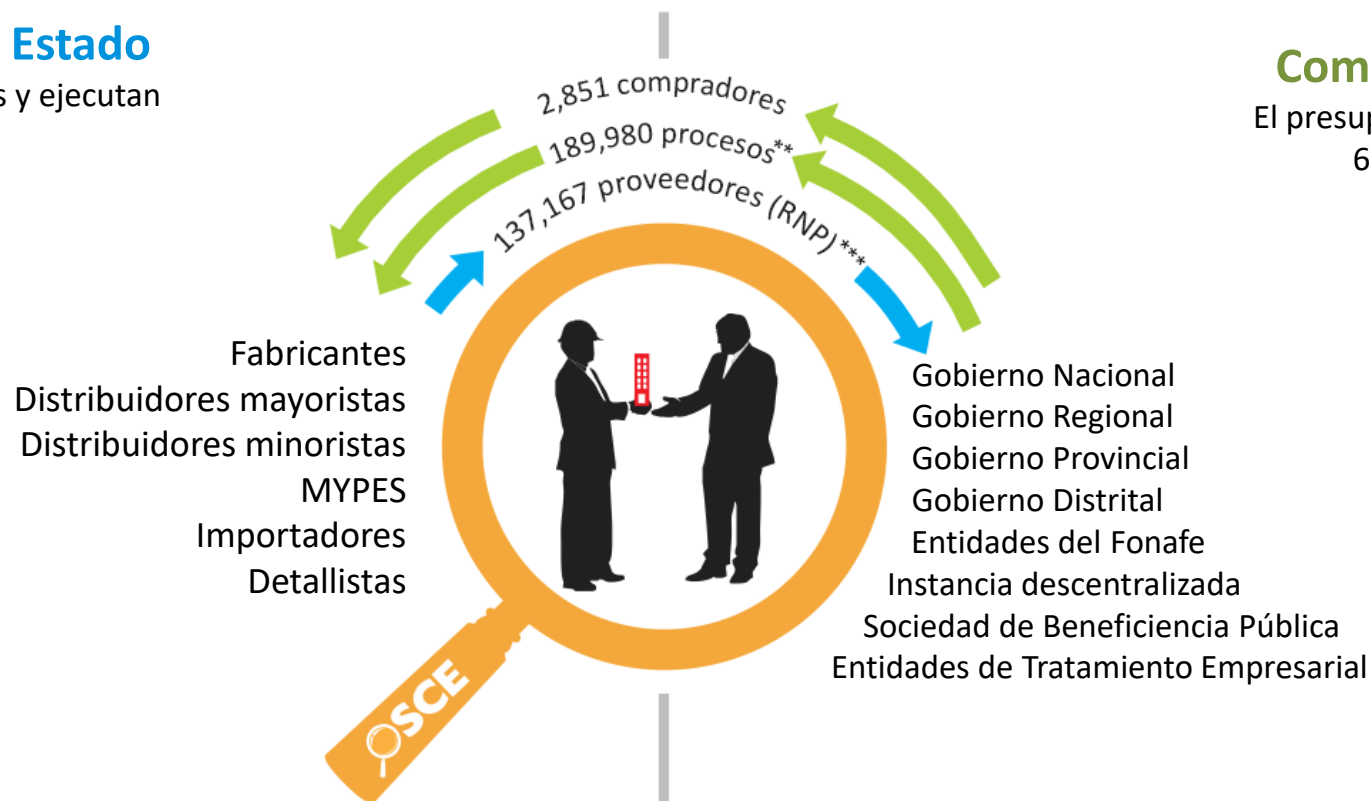 Estado
s y ejecutan
Com
El presup
6
2,851 compradores
189,980 procesos**
137,167 proveedores (RNP)***
Fabricantes
Distribuidores mayoristas
Distribuidores minoristas
MYPES
Importadores
Detallistas
Gobierno Nacional
Gobierno Regional
Gobierno Provincial
Gobierno Distrital
Entidades del Fonafe
Instancia descentralizada
Sociedad de Beneficiencia Pública
Entidades de Tratamiento Empresarial
OSCE